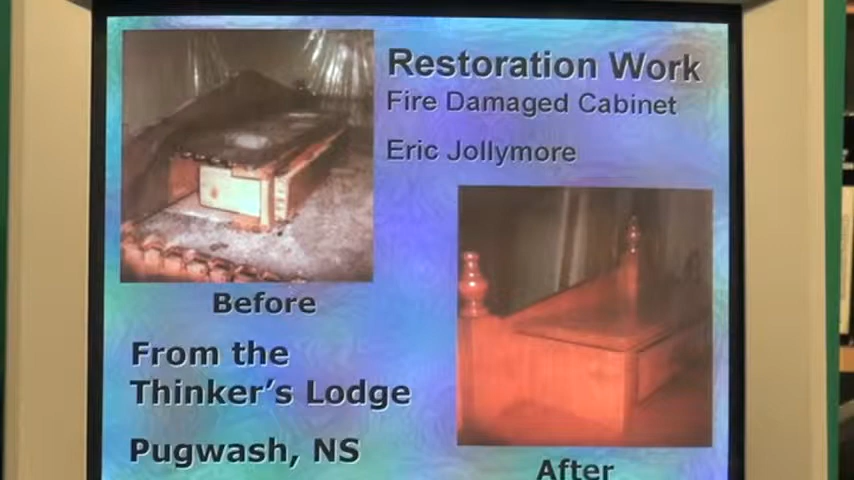 Restoration Work
Fire Damaged Cabinet
Eric Jollymore
Before
From the
Thinker's Lodge
Pugwash, NS
After